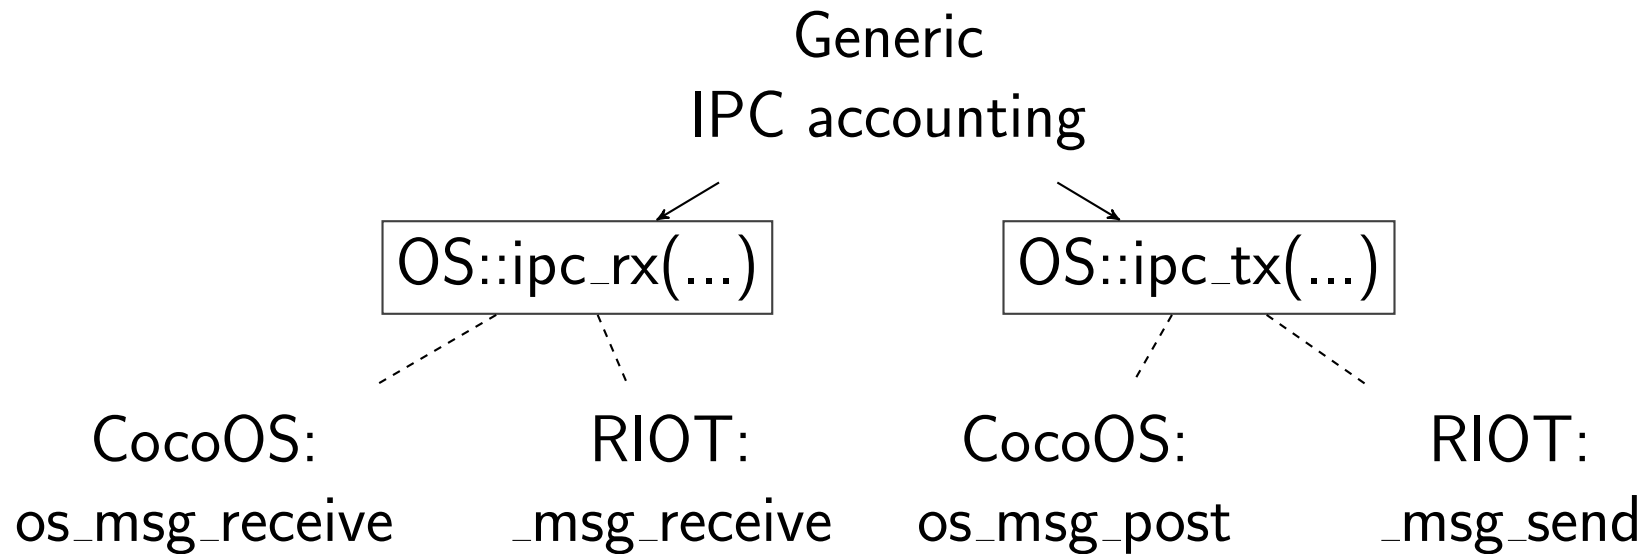 Generic
IPC accounting
OS::ipc_rx(...)
OS::ipc_tx(...)
CocoOS:
os_msg_receive
RIOT:
_msg_receive
CocoOS:
os_msg_post
RIOT:
_msg_send